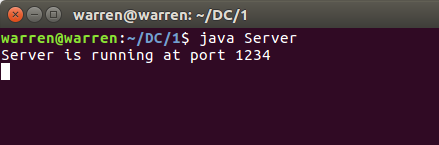 warren@warren: ~/DC/1
warren@warren:~/DC/1$ java Server
Server is running at port 1234